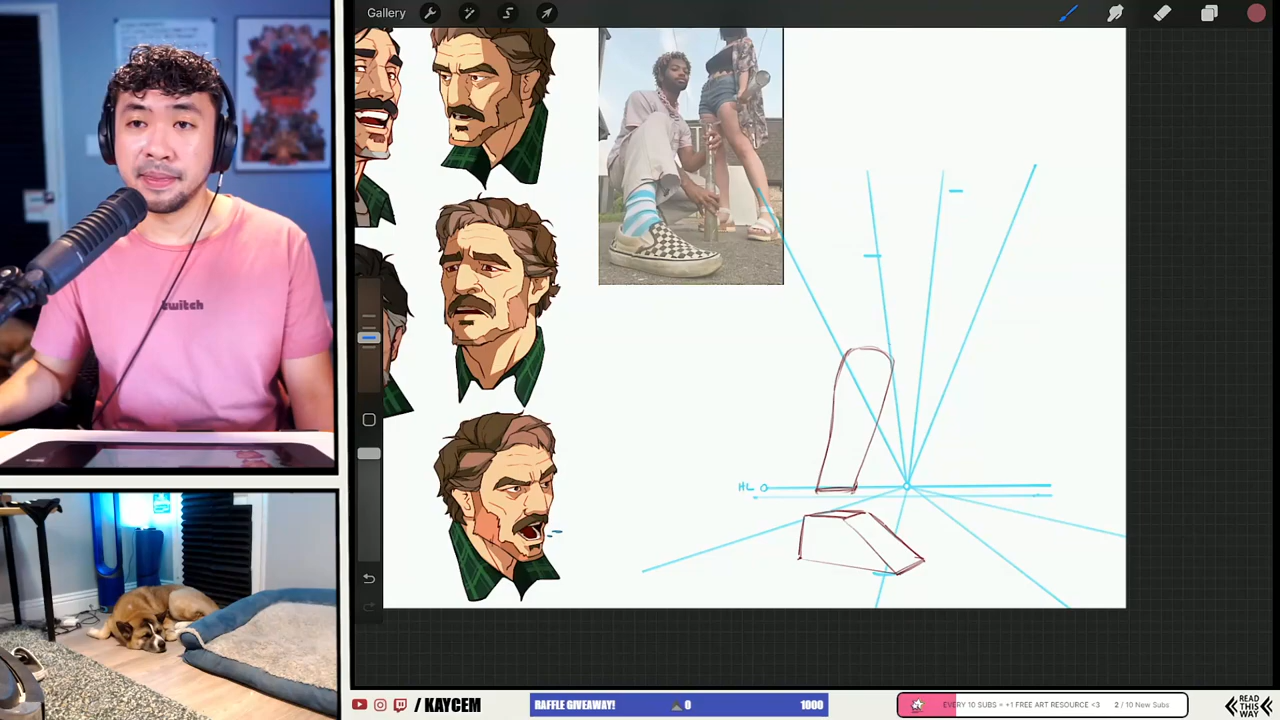 Gallery
twitch
HL
/ KAYCEM
RAFFLE GIVEAWAY!
0
1000
EVERY 10 SUBS = +1 FREE ART RESOURCE <3
2 / 10 New Subs
READ
THIS
WAY